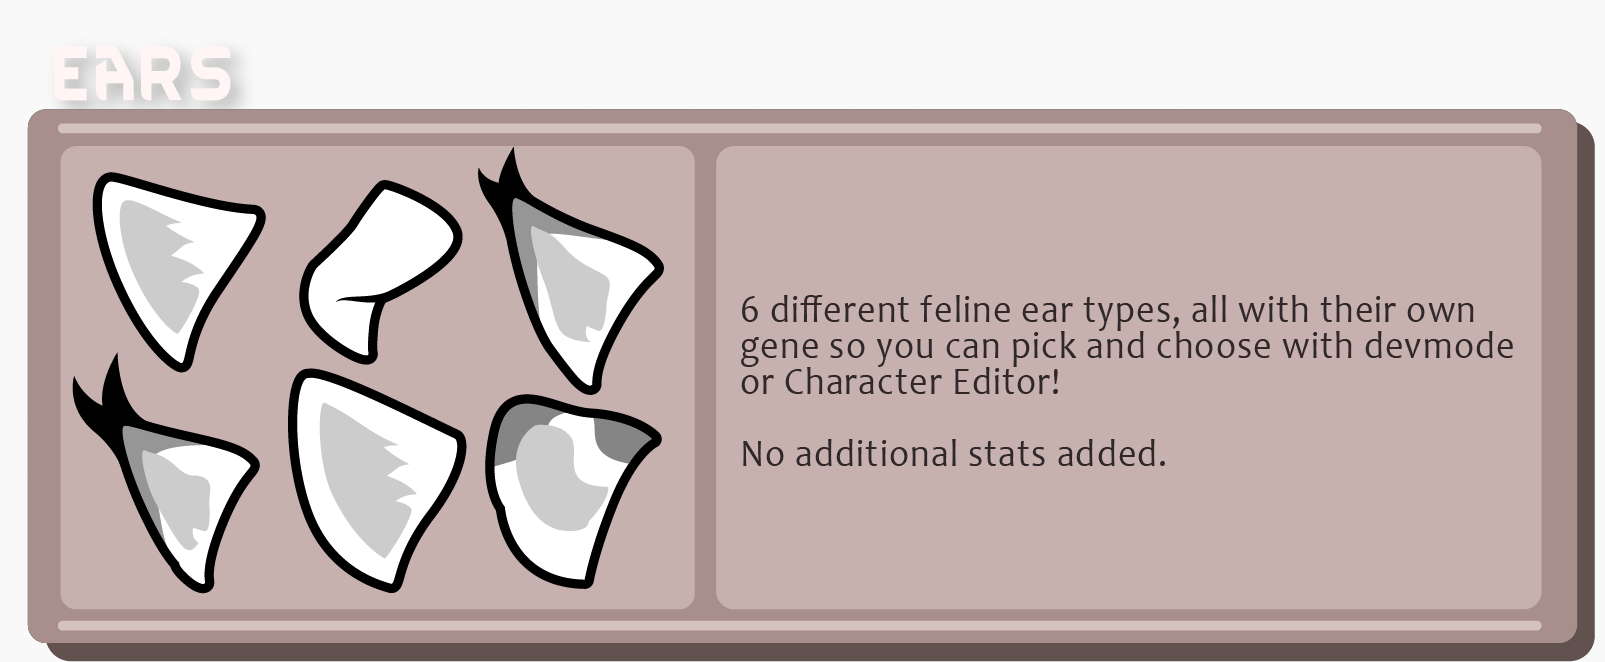 EARS
6 different feline ear types, all with their own
gene so you can pick and choose with devmode
or Character Editor!
No additional stats added.